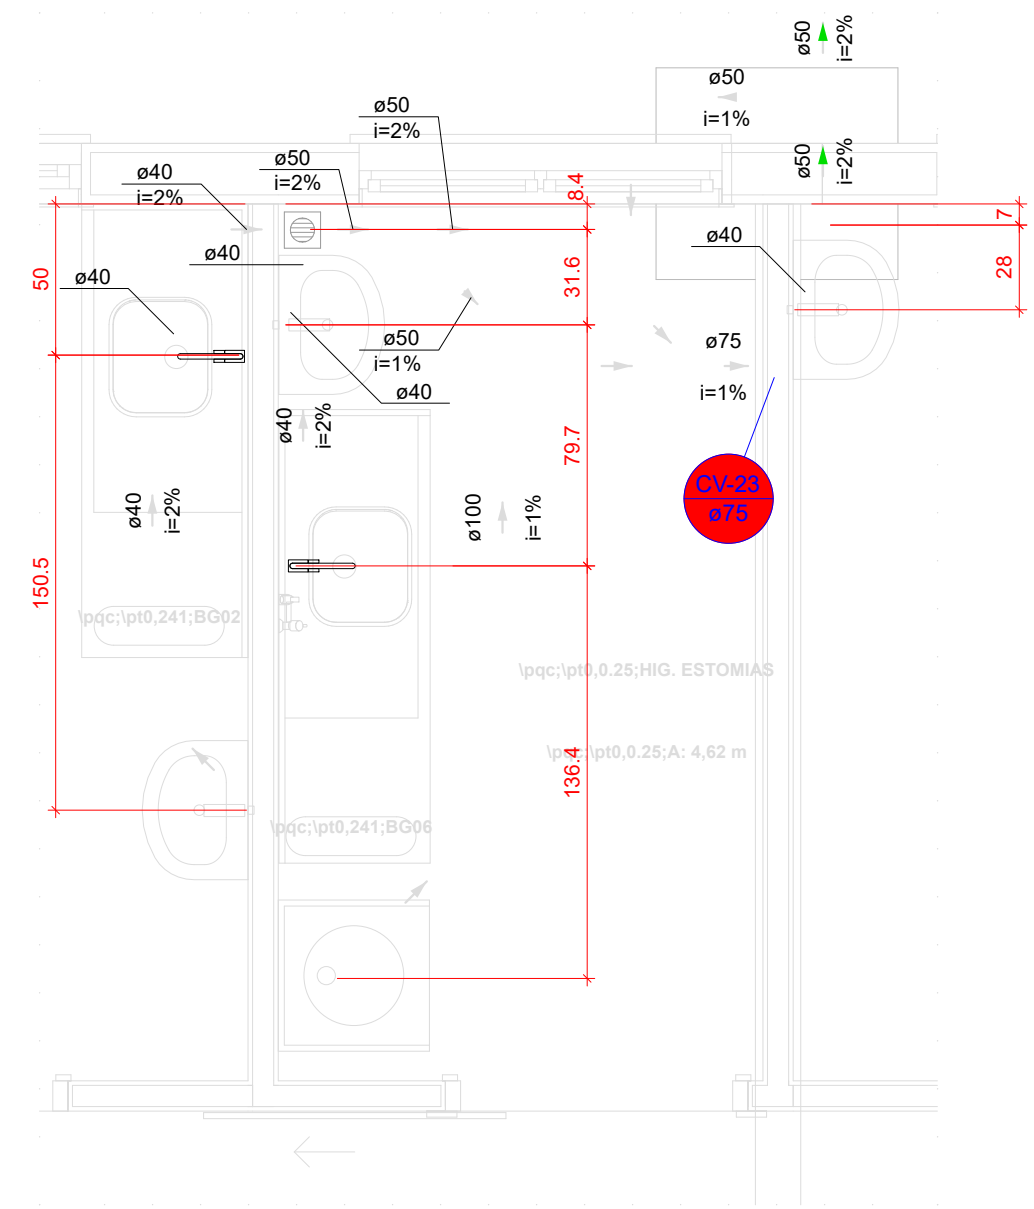 ø50
i=2%
ø50
i=1%
ø50
i=2%
ø50
i=2%
ø50
i=2%
ø40
i=2%
8.4
7
ø40
ø40
28
50
ø40
31.6
ø50
i=1%
ø75
i=1%
ø40
ø40
i=2%
79.7
CV-23
ø75
ø40
i=2%
ø100
i=1%
150.5
\pqc;\pt0,241;BG02
\pqc;\pt0,0.25;HIG. ESTOMIAS
\pqc;\pt0,0.25;A: 4,62 m
136.4
\pqc;\pt0,241;BG06